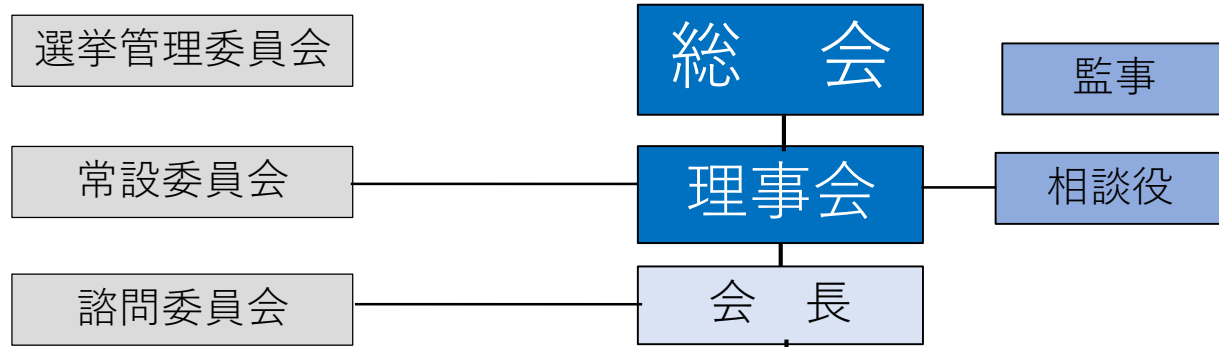 選挙管理委員会
総　会
監事
常設委員会
理事会
相談役
諮問委員会
会　長